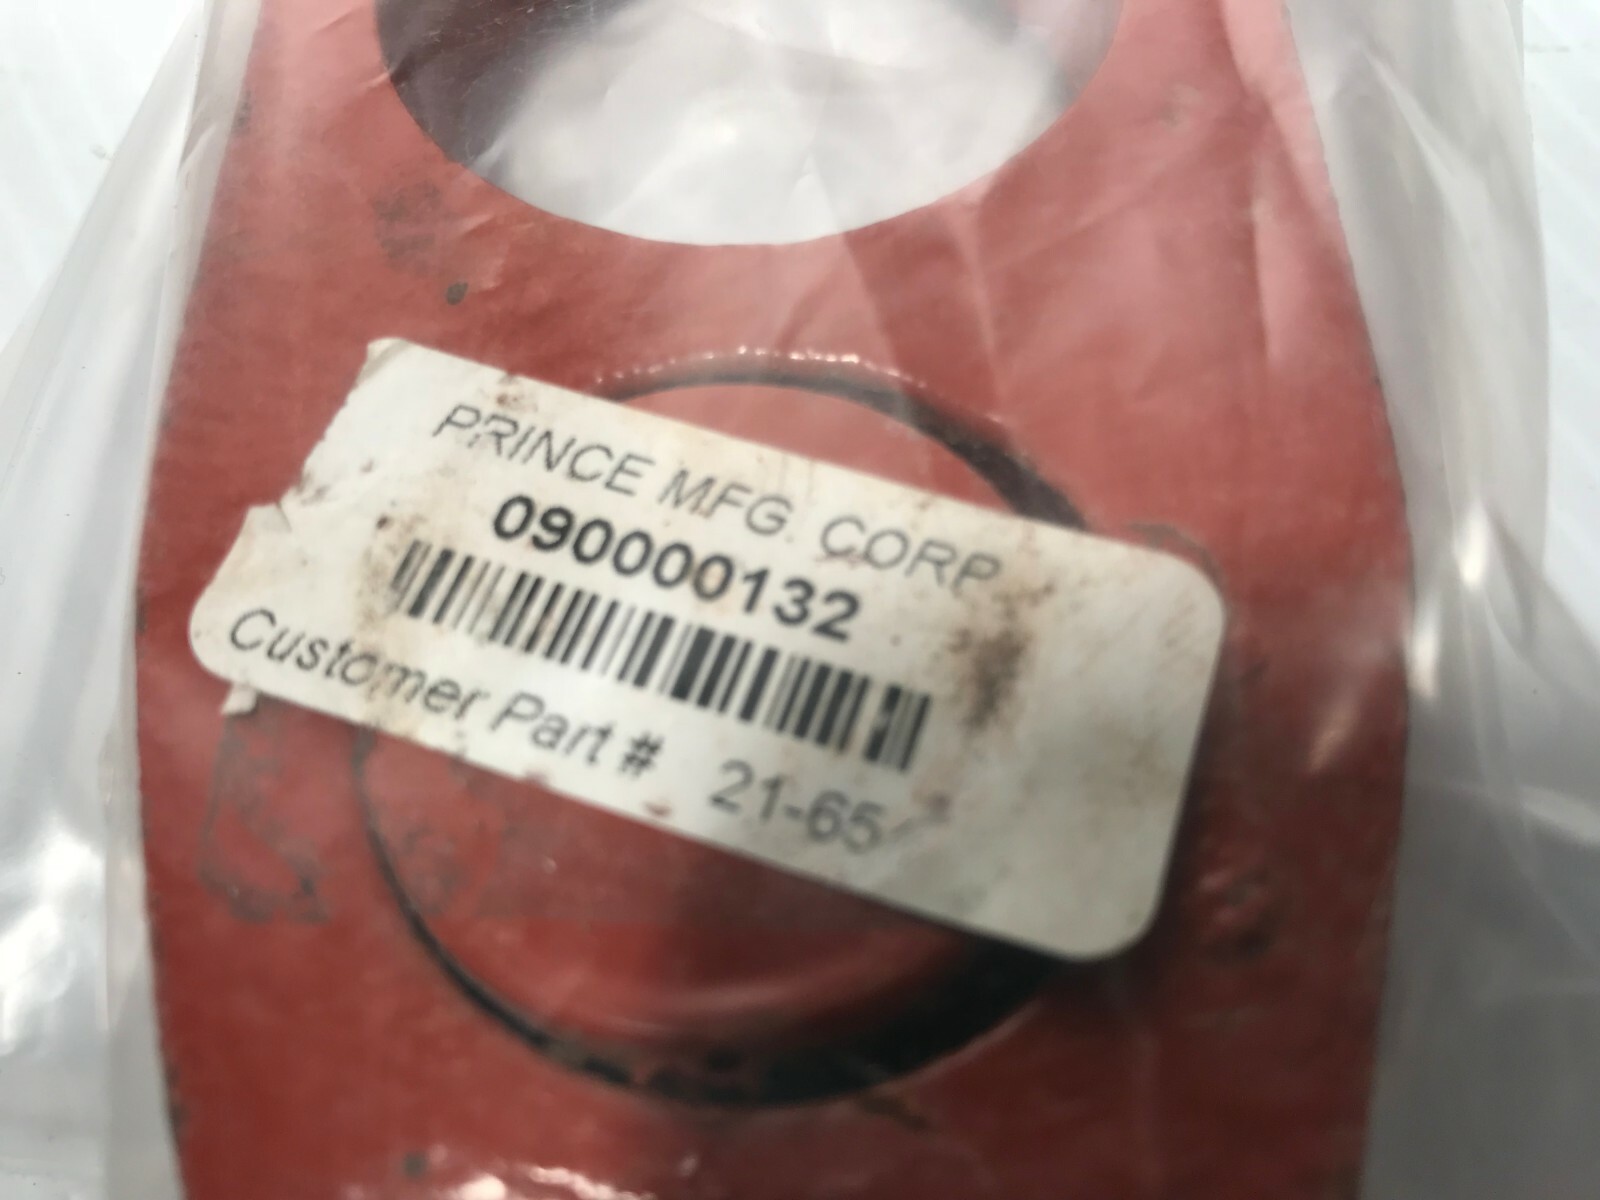 PRINCE MFG. CORP
090000132
Customer Part # 21-65